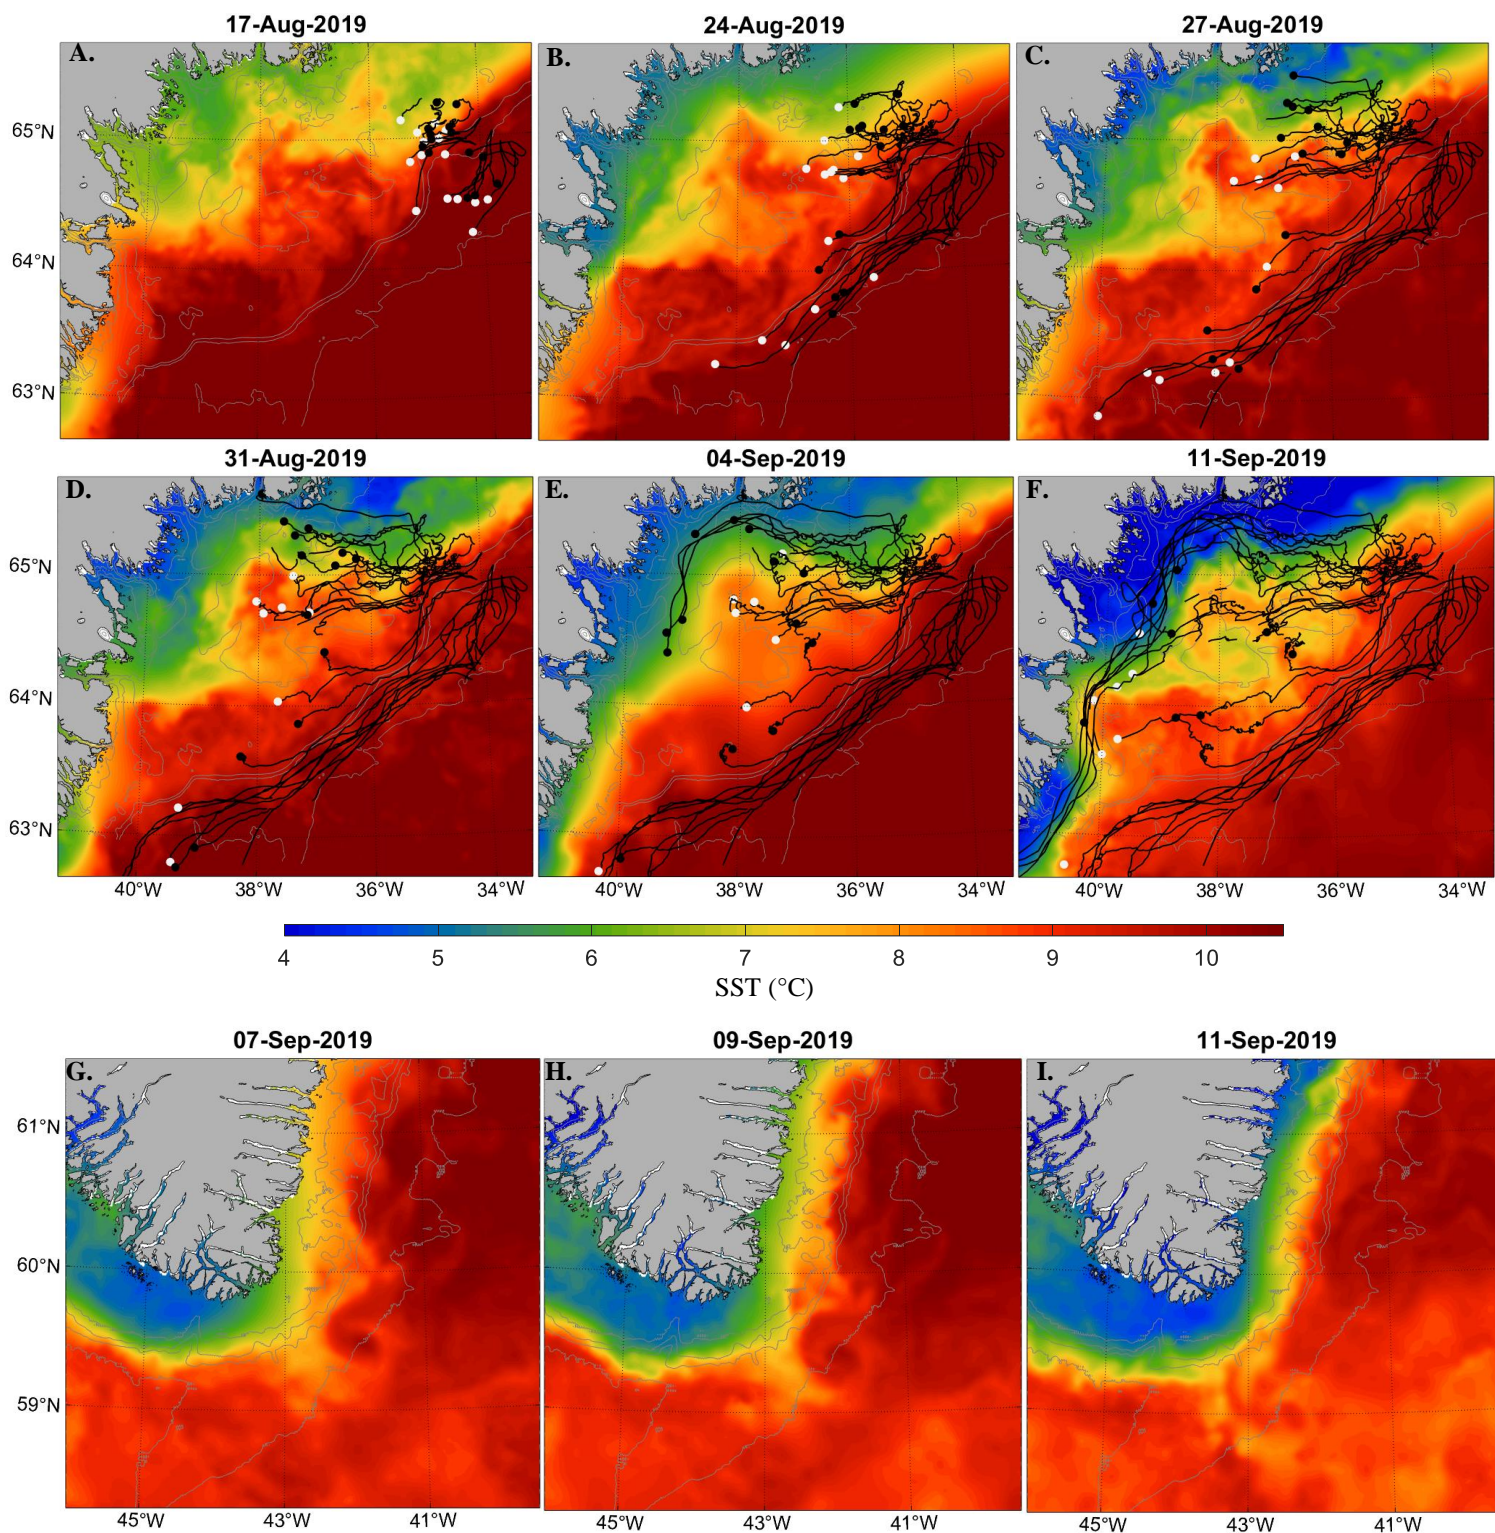 17-Aug-2019 24-Aug-2019 27-Aug-2019
A. B. C.
65°N
64°N
63°N
31-Aug-2019 04-Sep-2019 11-Sep-2019
D. E. F.
65°N
64°N
63°N
40°W 38°W 36°W 34°W 40°W 38°W 36°W 34°W 40°W 38°W 36°W 34°W
4 5 6 7 8 9 10
SST (°C)
07-Sep-2019 09-Sep-2019 11-Sep-2019
G. H. I.
61°N
60°N
59°N
45°W 43°W 41°W 45°W 43°W 41°W 45°W 43°W 41°W